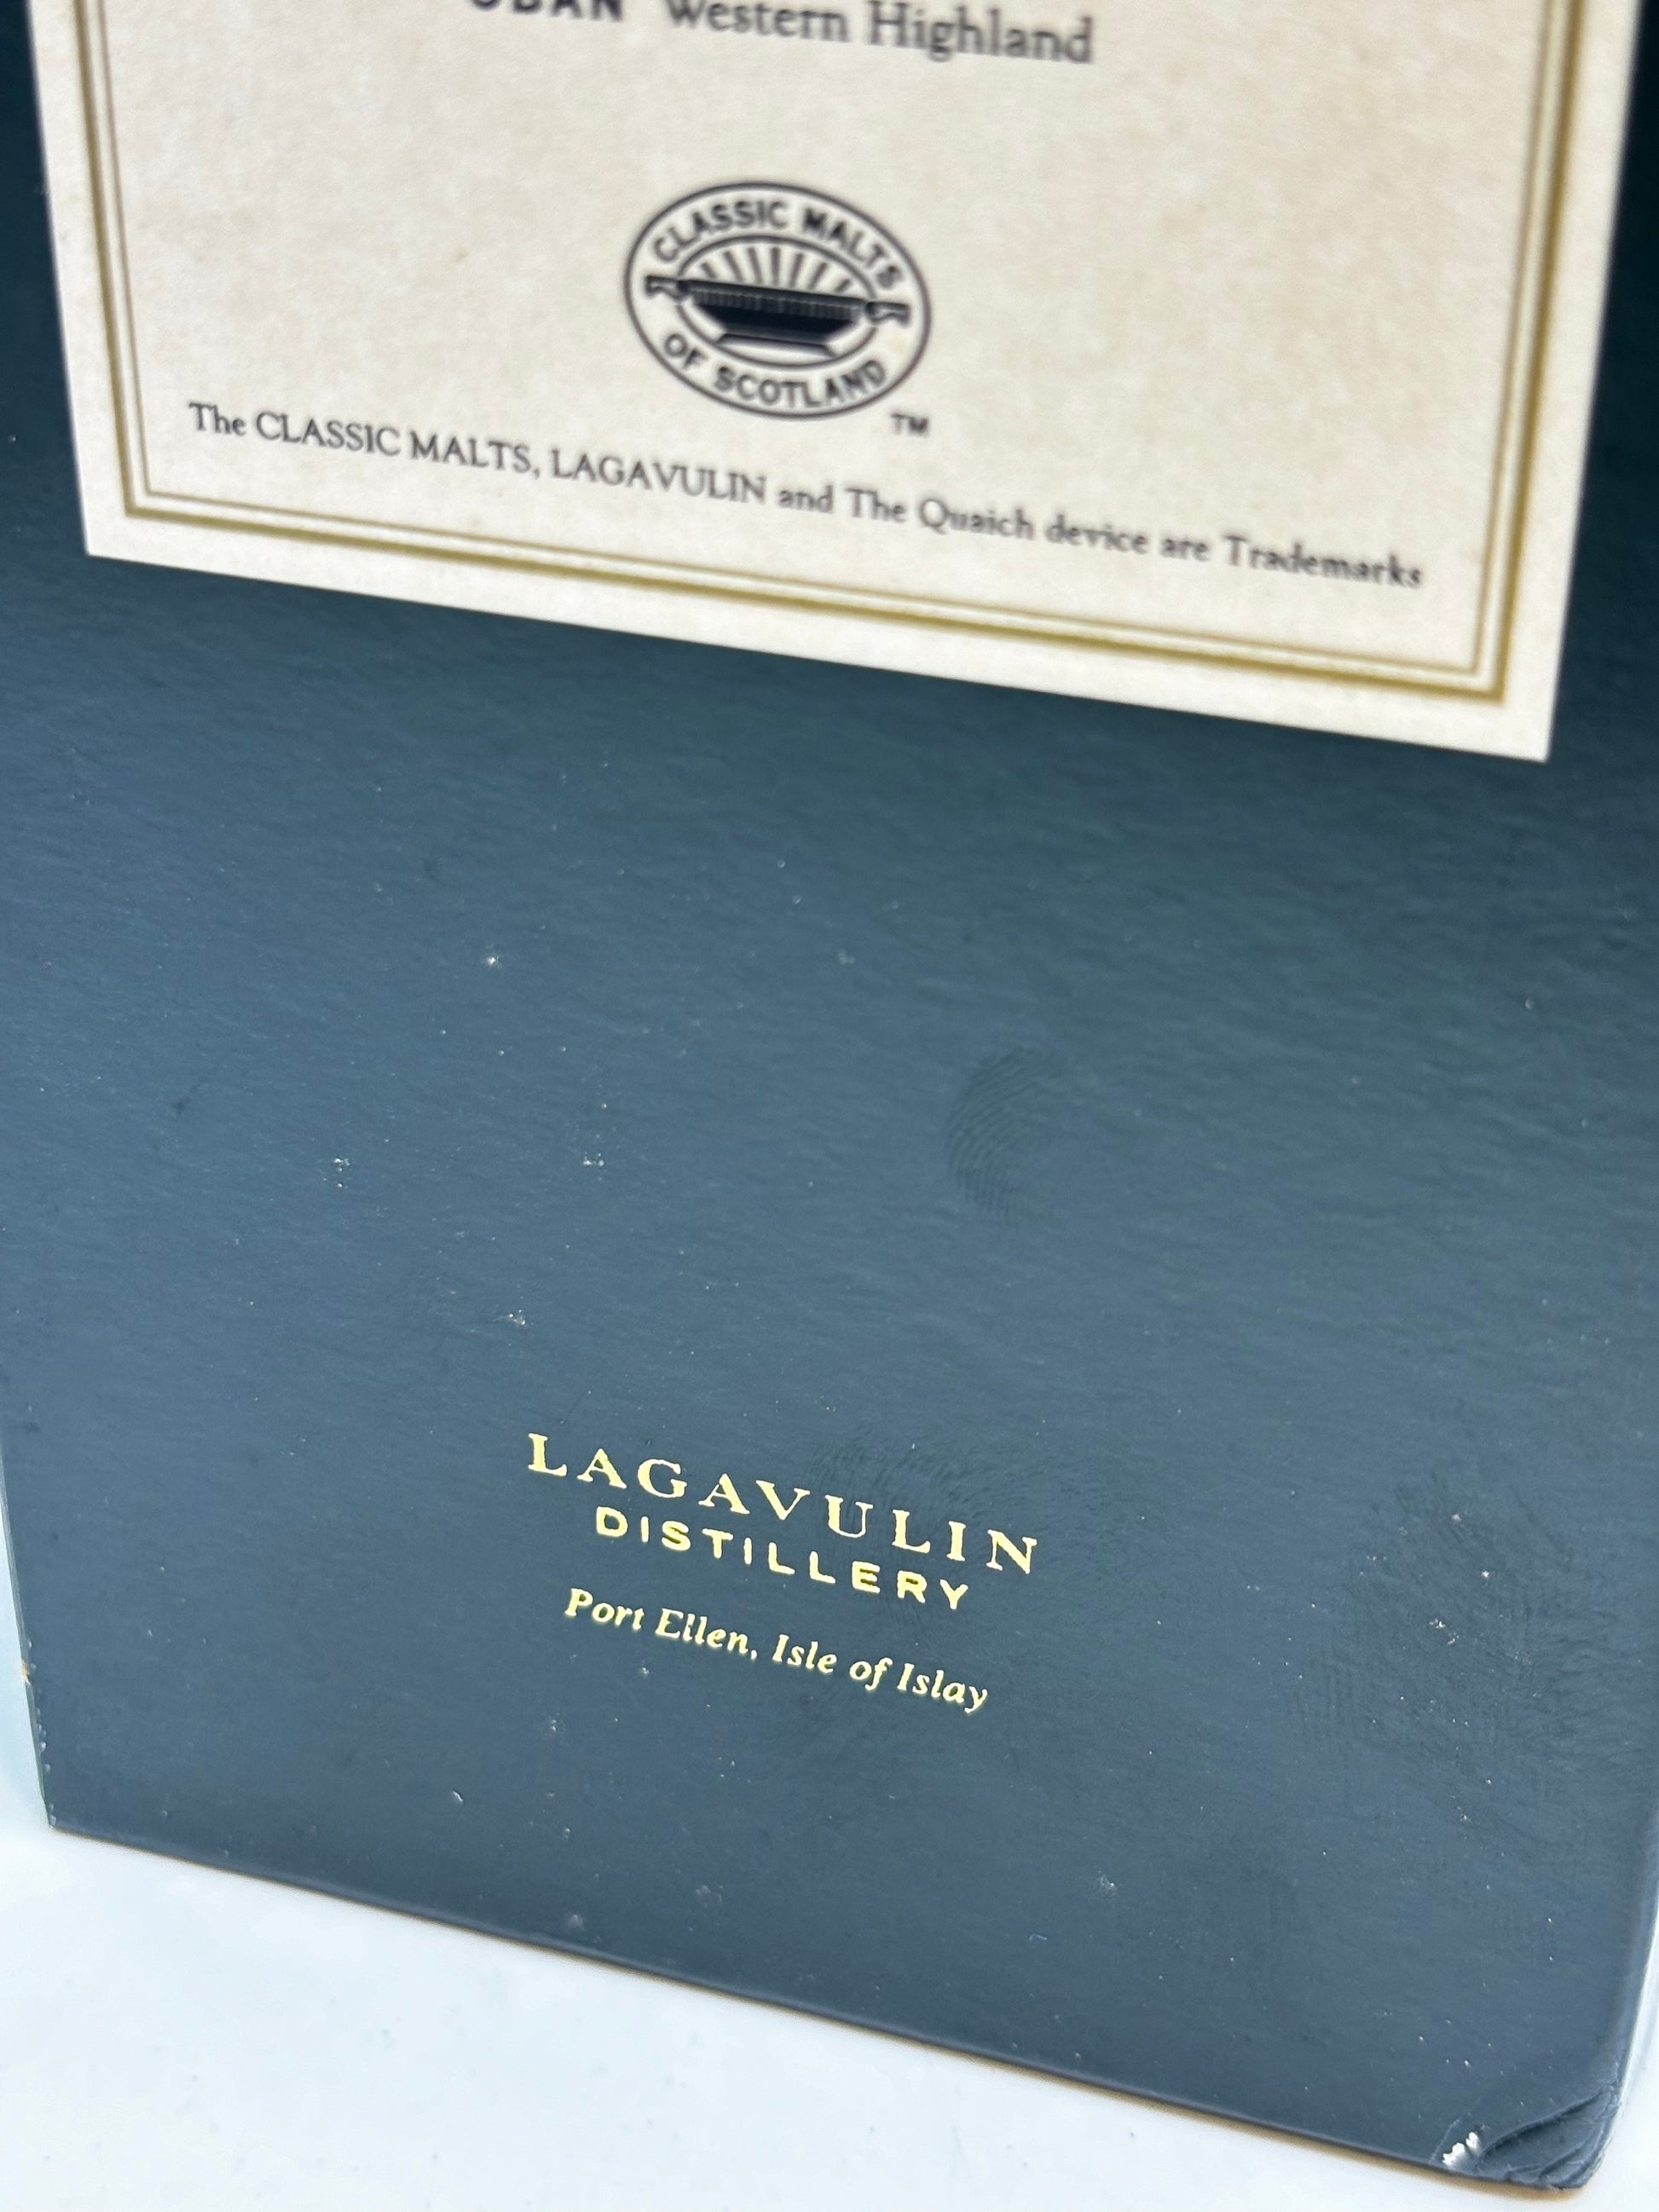 OBAN Western Highland
CLASSIC MALTS
OF SCOTLAND
TM
The CLASSIC MALTS, LAGAVULIN and The Quaich device are Trademarks
LAGAVULIN
DISTILLERY
Port Ellen, Isle of Islay